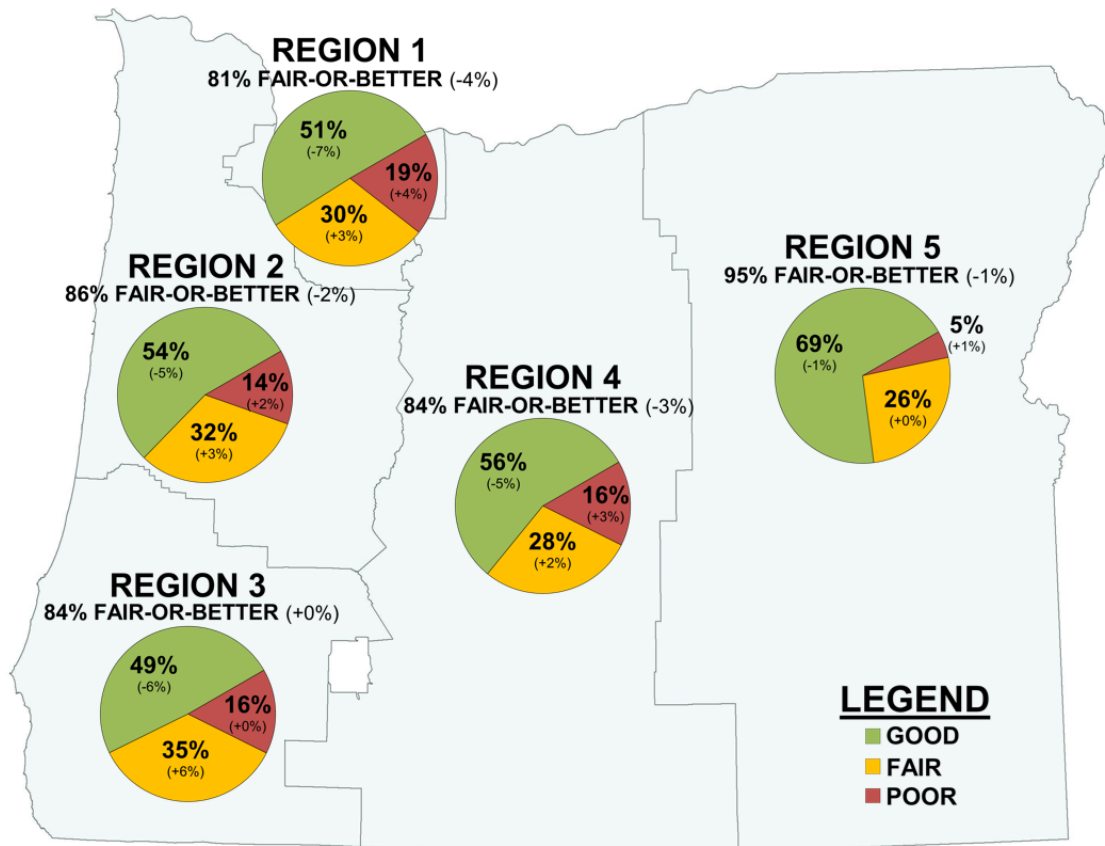 REGION 1
81% FAIR-OR-BETTER (-4%)
51%
(-7%)
19%
(+4%)
30%
(+3%)
REGION 2
86% FAIR-OR-BETTER (-2%)
54%
(-5%)
14%
(+2%)
32%
(+3%)
REGION 5
95% FAIR-OR-BETTER (-1%)
69%
(-1%)
5%
(+1%)
26%
(+0%)
REGION 4
84% FAIR-OR-BETTER (-3%)
56%
(-5%)
16%
(+3%)
28%
(+2%)
REGION 3
84% FAIR-OR-BETTER (+0%)
49%
(-6%)
16%
(+0%)
35%
(+6%)
LEGEND
GOOD
FAIR
POOR